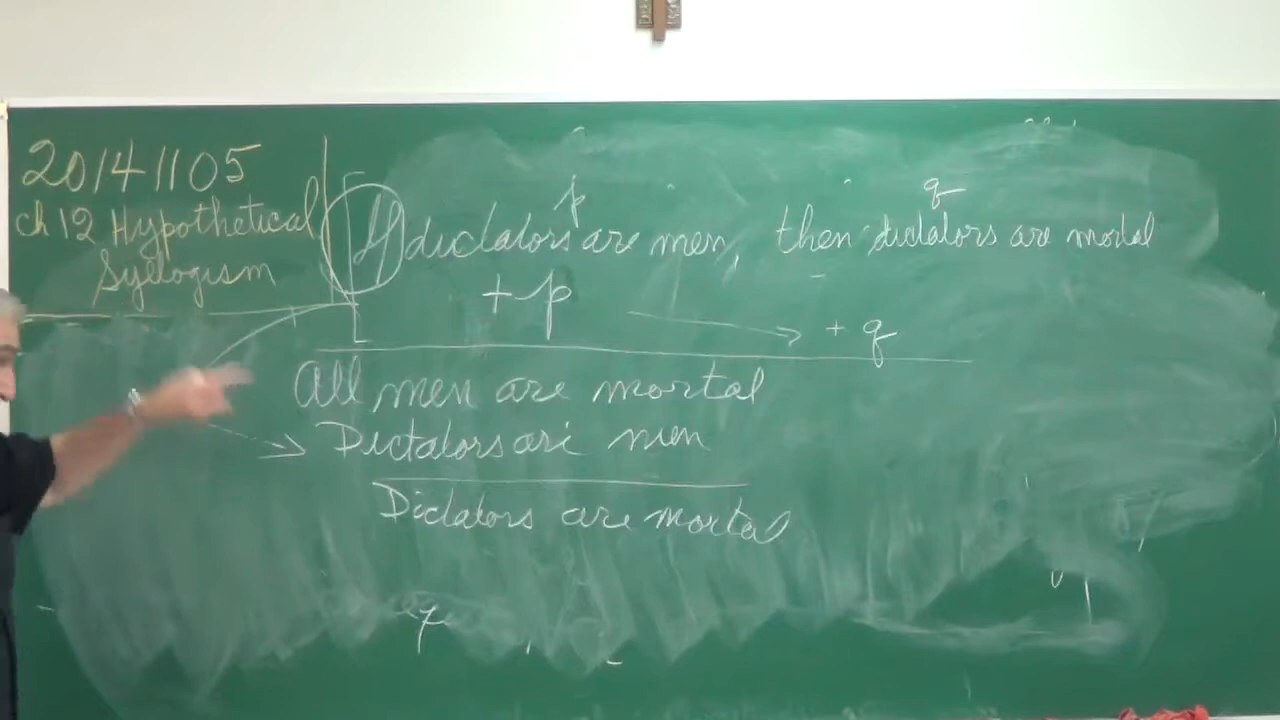 20141105
ch 12 Hypothetical
Syllogism
p q
If dictators are men, then dictators are mortal
+ p → + q
All men are mortal
→ Dictators are men
Dictators are mortal